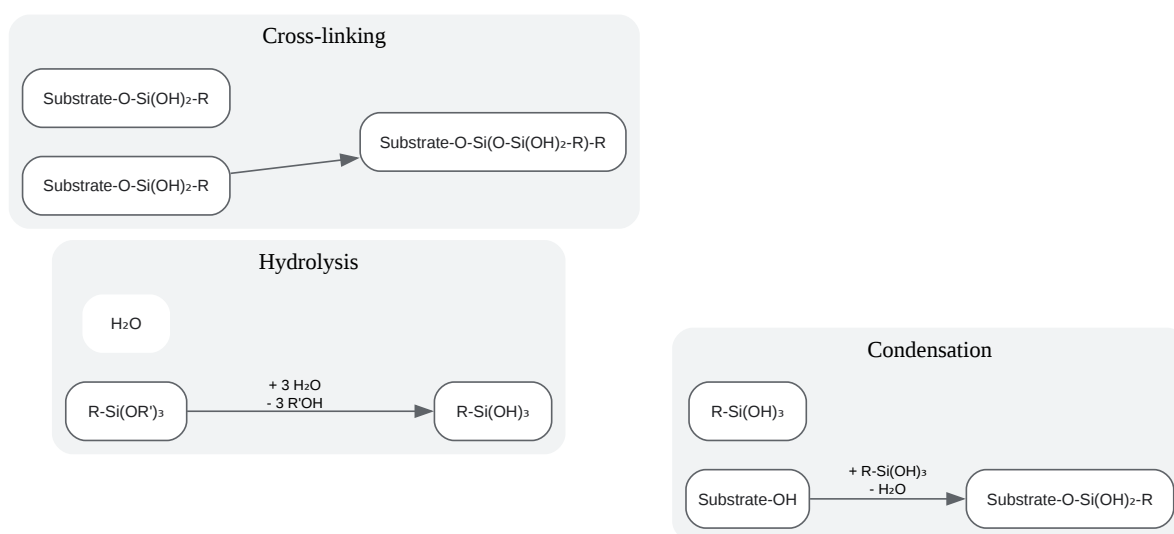 Cross-linking
Substrate-O-Si(OH)₂-R
Substrate-O-Si(O-Si(OH)₂-R)-R
Substrate-O-Si(OH)₂-R
Hydrolysis
H₂O
R-Si(OR')₃
+ 3 H₂O
- 3 R'OH
R-Si(OH)₃
Condensation
R-Si(OH)₃
Substrate-OH
+ R-Si(OH)₃
- H₂O
Substrate-O-Si(OH)₂-R